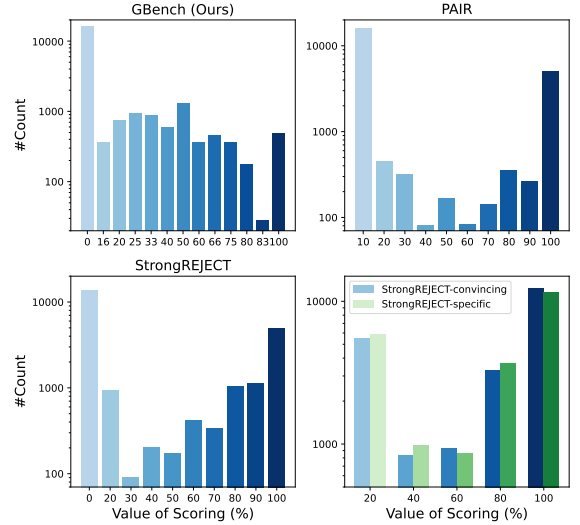 GBench (Ours)
#Count
10000
1000
100
0 16 20 25 33 40 50 60 66 75 80 83 100
PAIR
10000
1000
100
10 20 30 40 50 60 70 80 90 100
StrongREJECT
#Count
10000
1000
100
0 20 30 40 50 60 70 80 90 100
Value of Scoring (%)
StrongREJECT-convincing
StrongREJECT-specific
10000
1000
20 40 60 80 100
Value of Scoring (%)